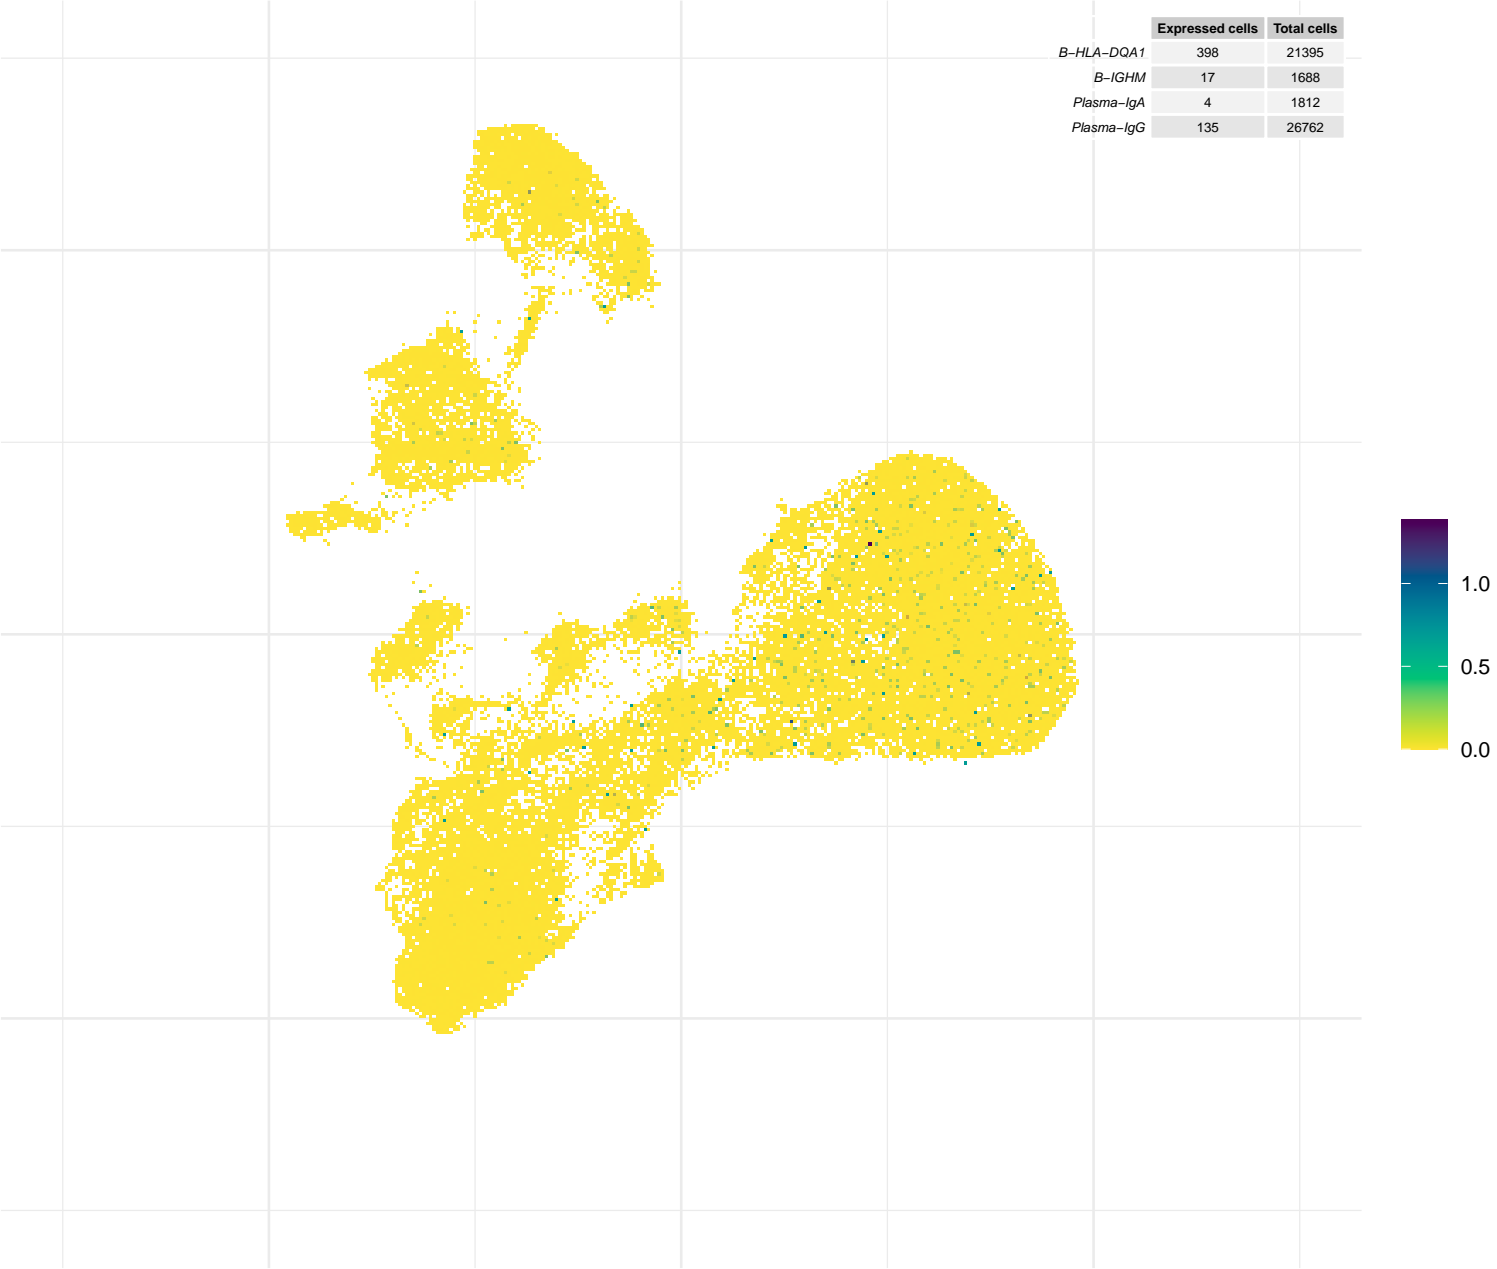 Expressed cells Total cells
B–HLA–DQA1 398 21395
B–IGHM 17 1688
Plasma–IgA 4 1812
Plasma–IgG 135 26762
1.0
0.5
0.0